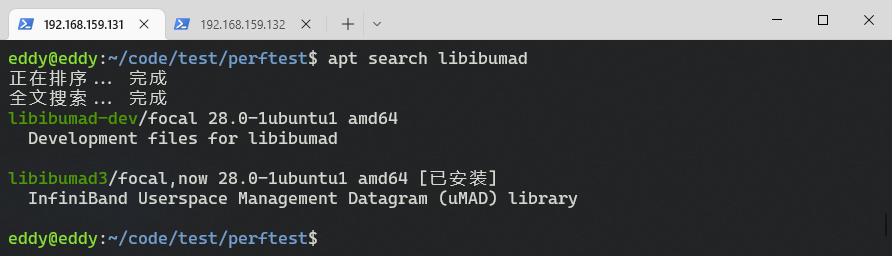 192.168.159.131
192.168.159.132
eddy@eddy:~/code/test/perftest$ apt search libibumad
正在排序... 完成
全文搜索... 完成
libibumad-dev/focal 28.0-1ubuntu1 amd64
Development files for libibumad
libibumad3/focal,now 28.0-1ubuntu1 amd64 [已安装]
InfiniBand Userspace Management Datagram (uMAD) library
eddy@eddy:~/code/test/perftest$